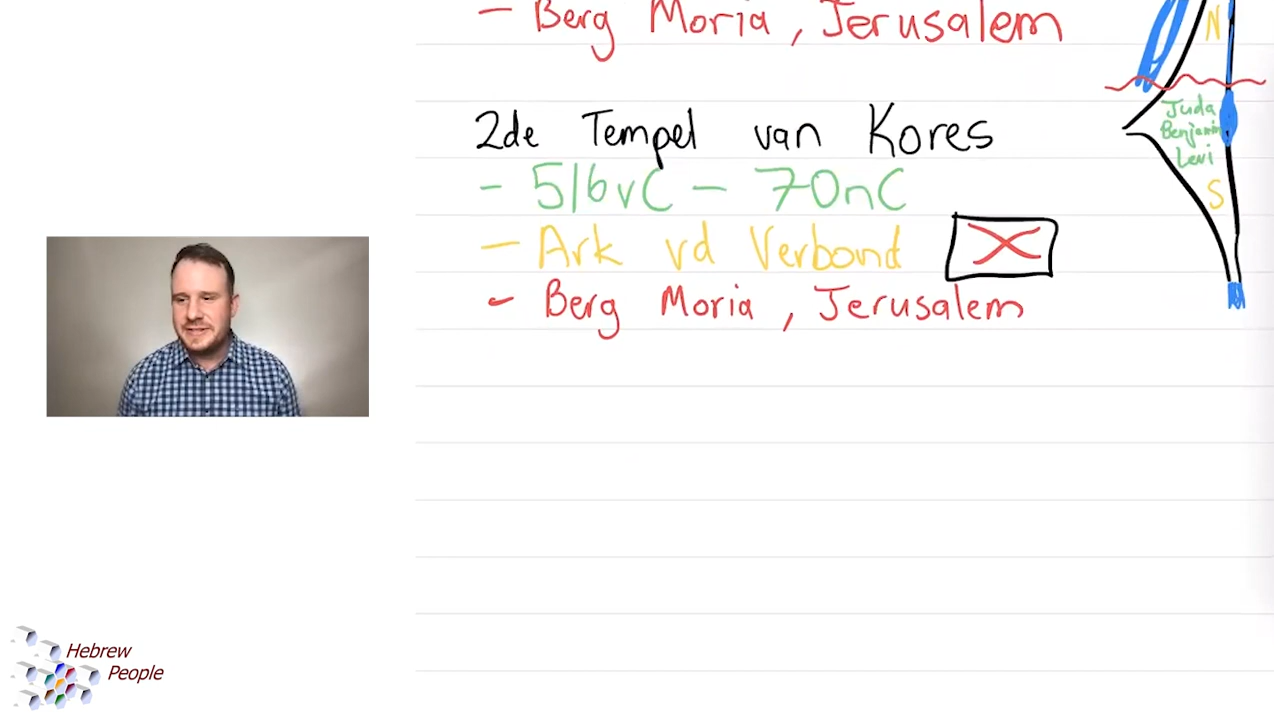 - Berg Moria, Jerusalem
2de Tempel van Kores
- 516vC - 70nC
- Ark vd Verbond
- Berg Moria, Jerusalem
N
Juda
Benjamin
Levi
S
Hebrew
People